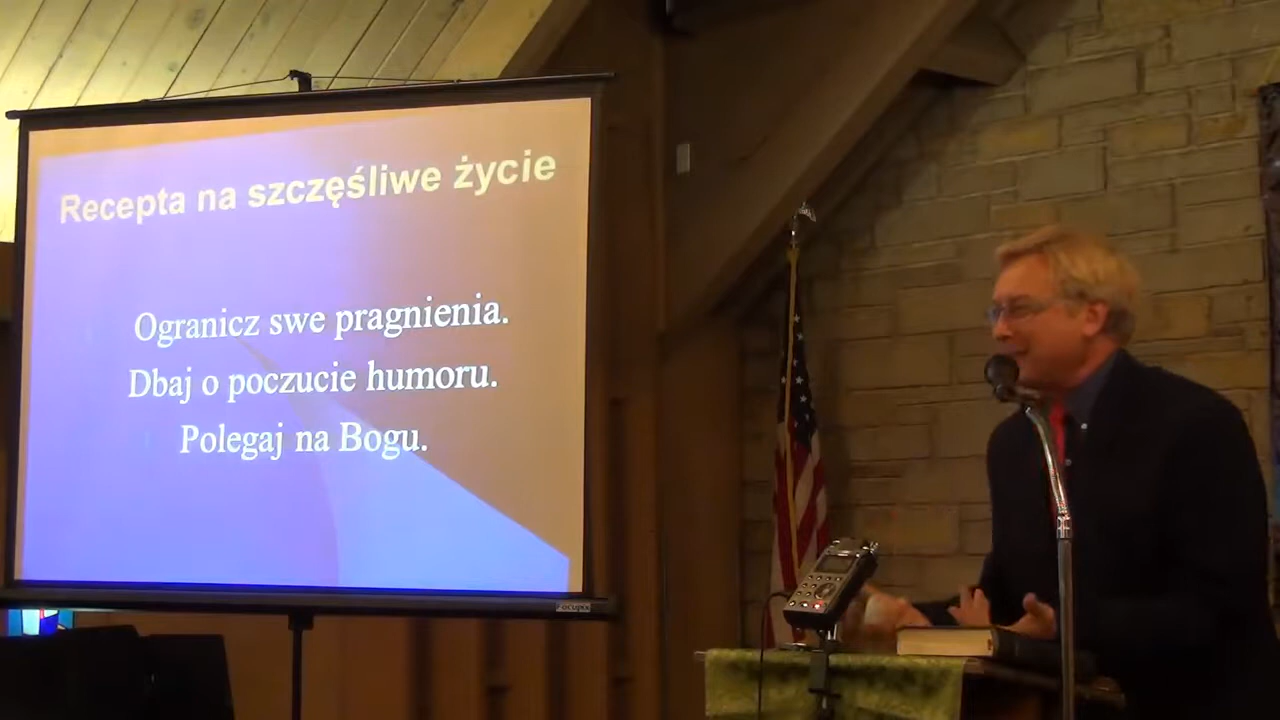 Recepta na szczęśliwe życie
Ogranicz swe pragnienia.
Dbaj o poczucie humoru.
Polegaj na Bogu.